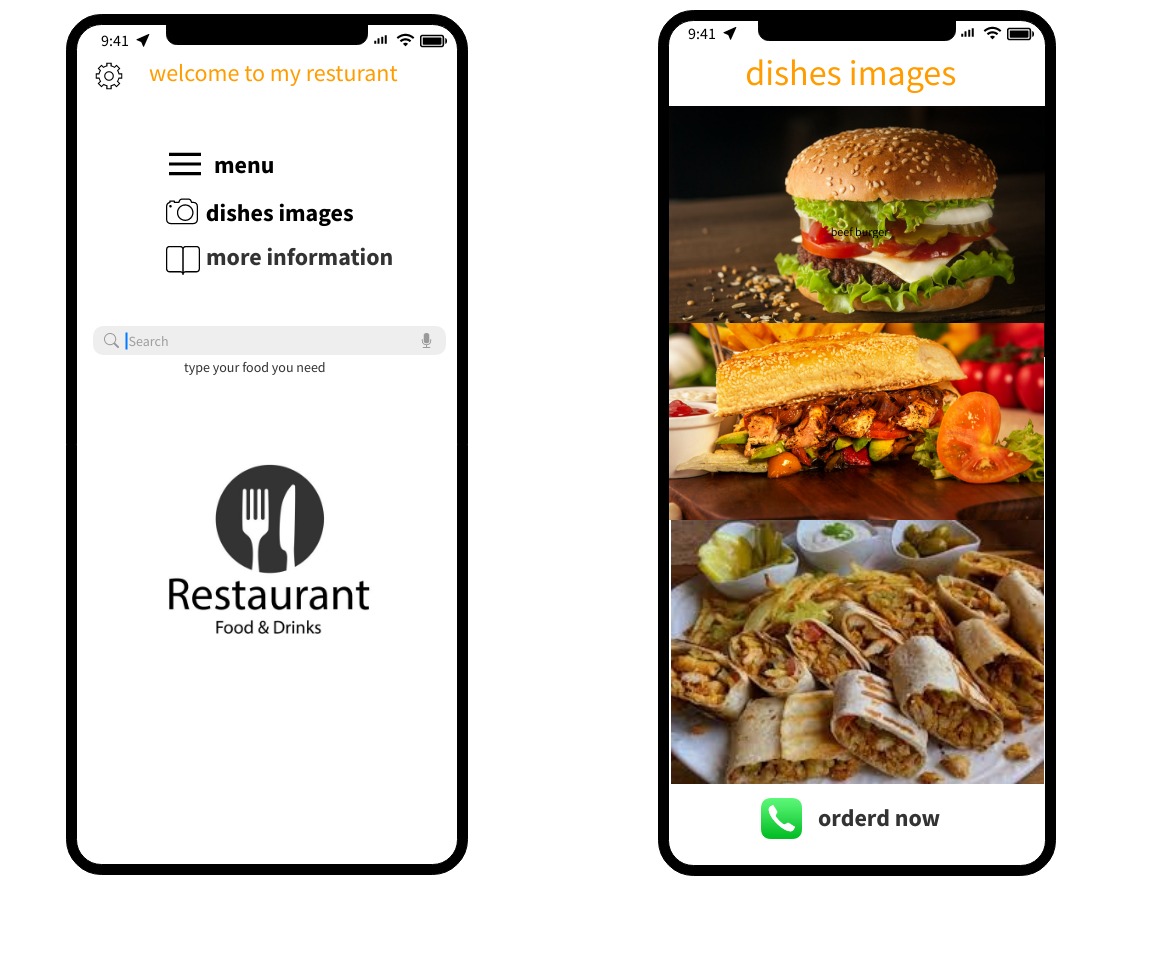 9:41
welcome to my resturant
menu
dishes images
more information
Search
type your food you need
Restaurant
Food & Drinks
9:41
dishes images
beef burger
orderd now